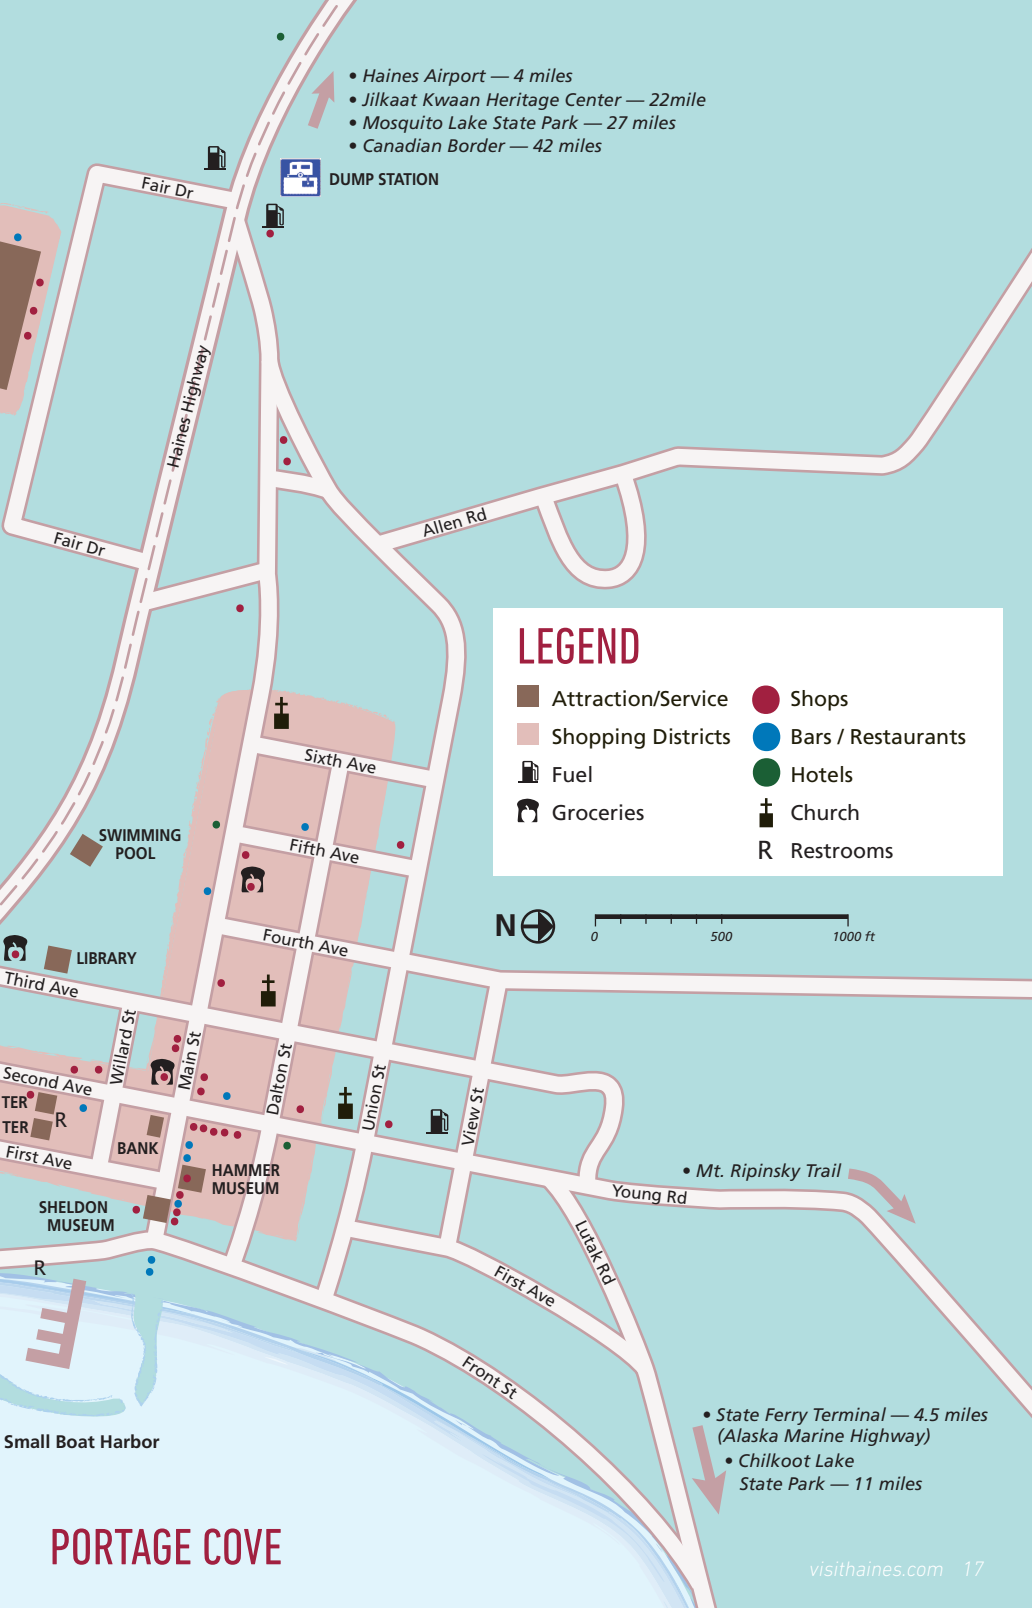 • Haines Airport — 4 miles
• Jilkaat Kwaan Heritage Center — 22mile
• Mosquito Lake State Park — 27 miles
• Canadian Border — 42 miles
DUMP STATION
Fair Dr
Haines Highway
Allen Rd
Fair Dr
LEGEND
Attraction/Service
Shopping Districts
Fuel
Groceries
Shops
Bars / Restaurants
Hotels
Church
R Restrooms
N
0 500 1000 ft
Sixth Ave
SWIMMING
POOL
Fifth Ave
Fourth Ave
LIBRARY
Third Ave
Willard St
Main St
Dalton St
Union St
View St
Second Ave
TER
R
TER
BANK
First Ave
HAMMER
MUSEUM
SHELDON
MUSEUM
R
• Mt. Ripinsky Trail
Young Rd
Lutak Rd
First Ave
Front St
• State Ferry Terminal — 4.5 miles
(Alaska Marine Highway)
• Chilkoot Lake
State Park — 11 miles
Small Boat Harbor
PORTAGE COVE
visithaines.com 17